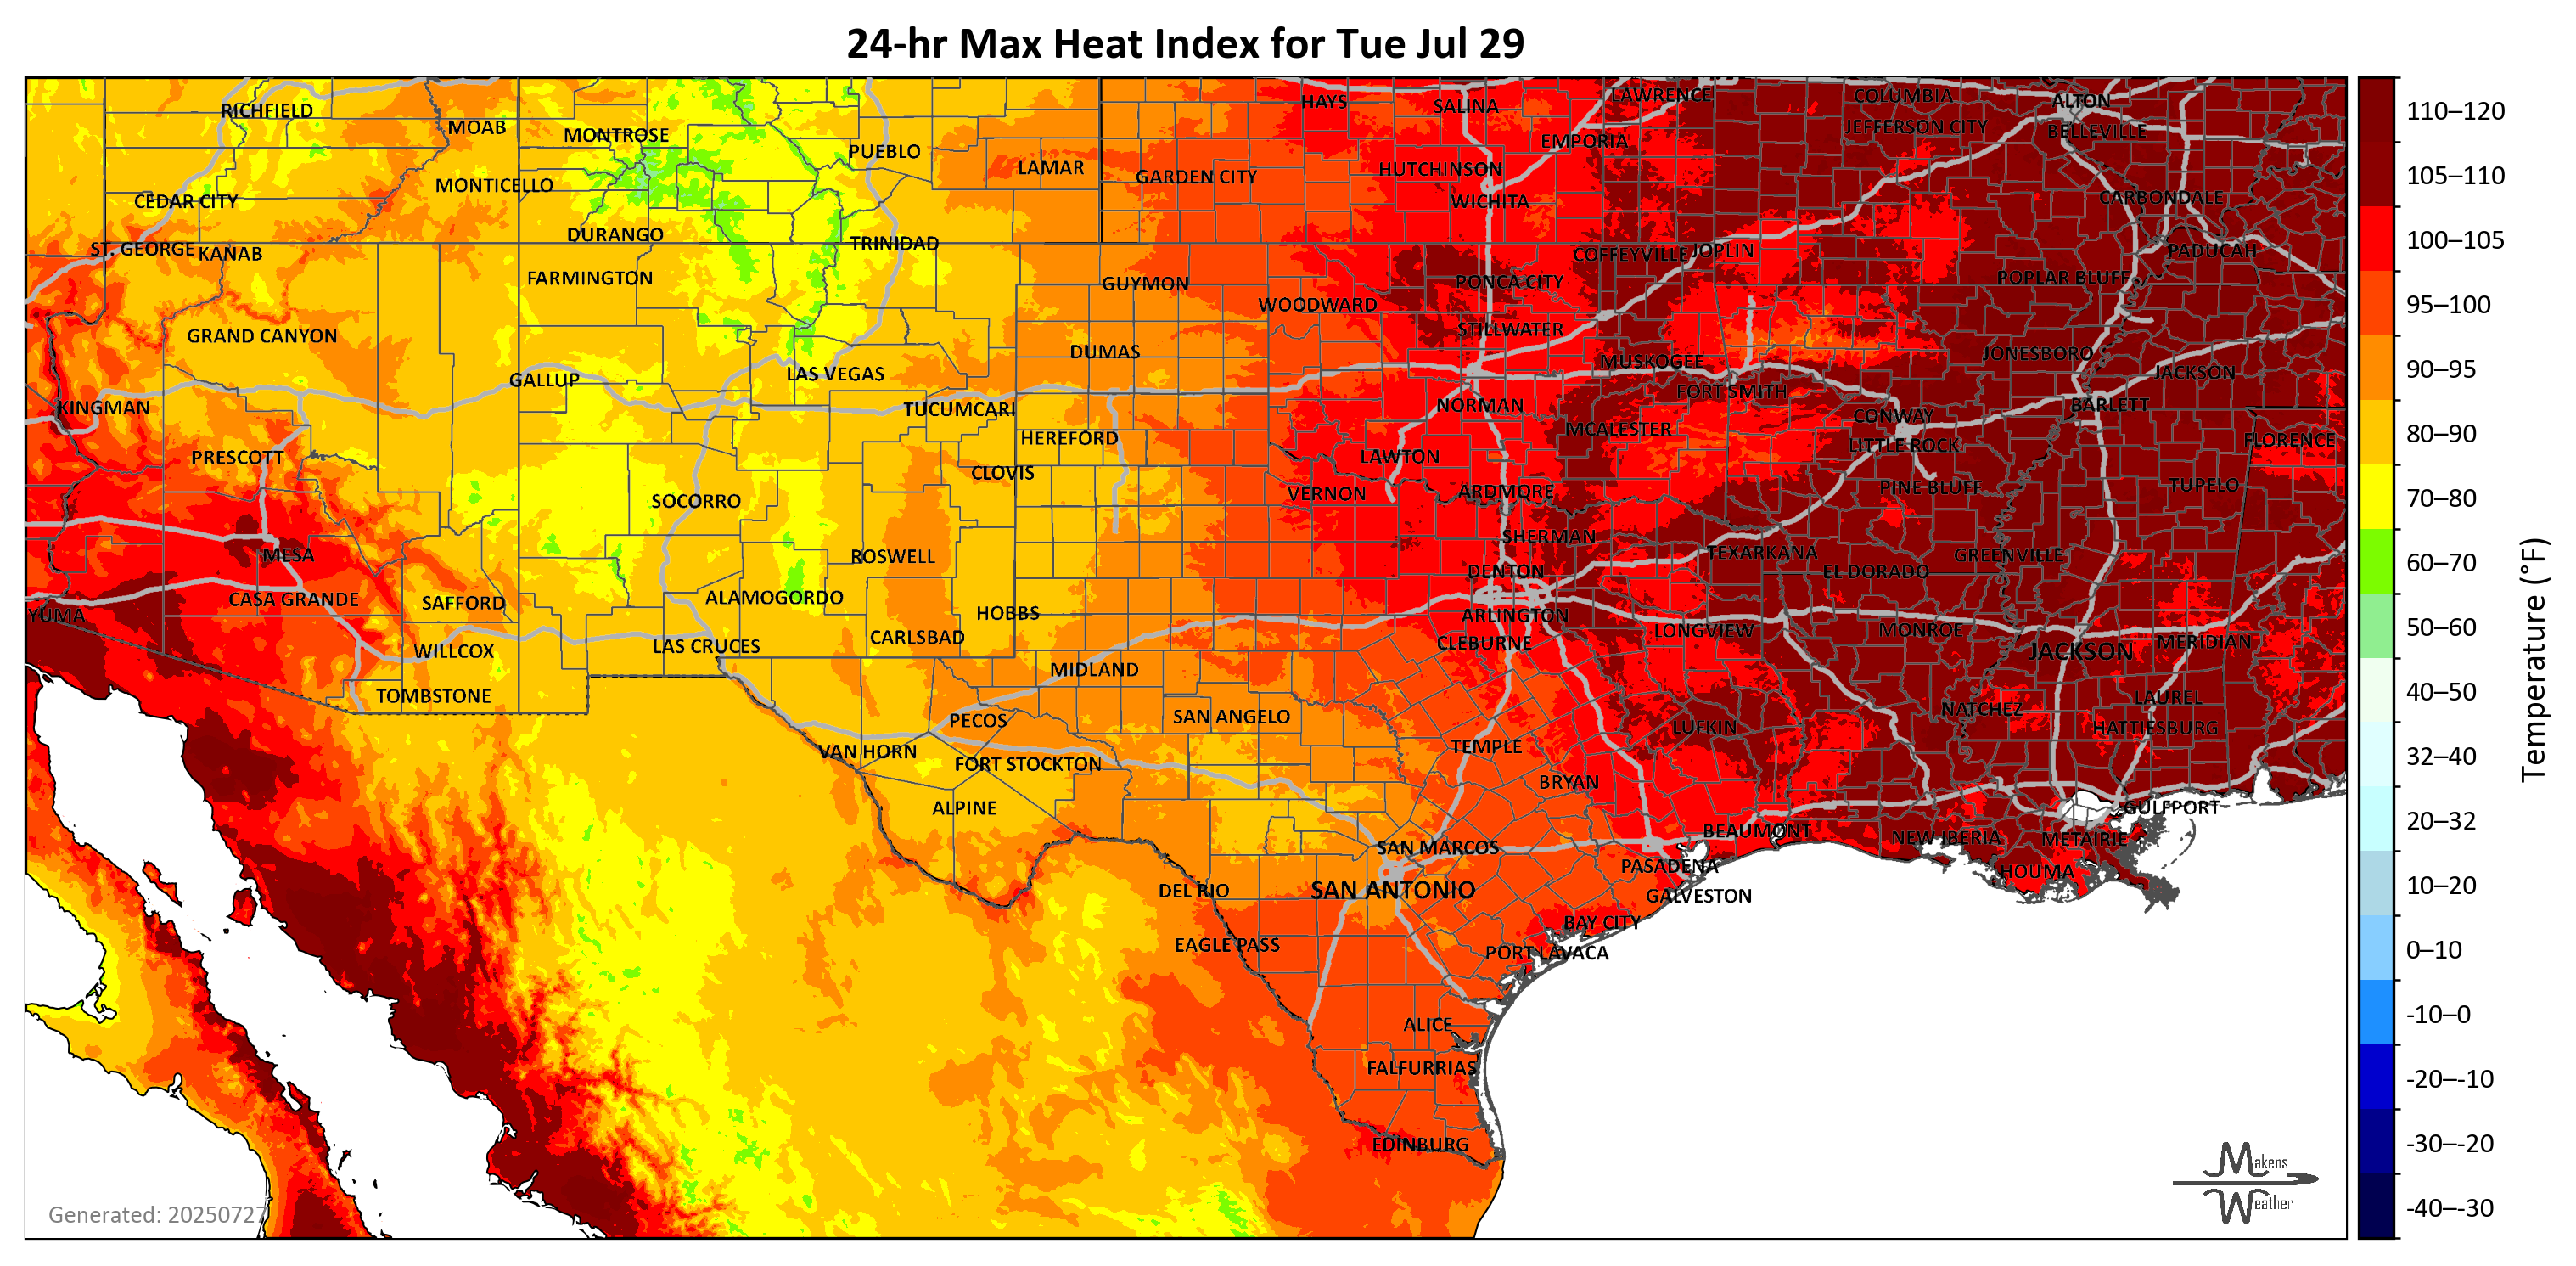 24-hr Max Heat Index for Tue Jul 29
RICHFIELD
MOAB
MONTROSE
PUEBLO
LAMAR
GARDEN CITY
HAYS
SALINA
LAWRENCE
EMPORIA
HUTCHINSON
WICHITA
COLUMBIA
JEFFERSON CITY
ALTON
BELLEVILLE
CARBONDALE
CEDAR CITY
MONTICELLO
DURANGO
TRINIDAD
ST. GEORGE
KANAB
FARMINGTON
GUYMON
WOODWARD
PONCA CITY
COFFEYVILLE
JOPLIN
POPLAR BLUFF
PADUCAH
GRAND CANYON
GALLUP
LAS VEGAS
DUMAS
STILLWATER
MUSKOGEE
FORT SMITH
JONESBORO
JACKSON
KINGMAN
TUCUMCARI
HEREFORD
NORMAN
MCALESTER
CONWAY
LITTLE ROCK
BARLETT
FLORENCE
PRESCOTT
SOCORRO
CLOVIS
LAWTON
VERNON
ARDMORE
PINE BLUFF
TUPELO
MESA
ROSWELL
SHERMAN
TEXARKANA
GREENVILLE
DENTON
EL DORADO
YUMA
CASA GRANDE
SAFFORD
ALAMOGORDO
HOBBS
ARLINGTON
CLEBURNE
LONGVIEW
MONROE
JACKSON
MERIDIAN
WILLCOX
LAS CRUCES
CARLSBAD
MIDLAND
TOMBSTONE
PECOS
SAN ANGELO
TEMPLE
LUFKIN
NATCHEZ
LAUREL
HATTIESBURG
VAN HORN
FORT STOCKTON
BRYAN
ALPINE
SAN MARCOS
BEAUMONT
NEW IBERIA
METAIRIE
GULFPORT
DEL RIO
SAN ANTONIO
PASADENA
GALVESTON
HOUMA
EAGLE PASS
BAY CITY
PORT LAVACA
ALICE
FALFURRIAS
EDINBURG
Generated: 20250727
Makens
Weather
110–120
105–110
100–105
95–100
90–95
80–90
70–80
60–70
50–60
40–50
32–40
20–32
10–20
0–10
-10–0
-20–-10
-30–-20
-40–-30
Temperature (°F)